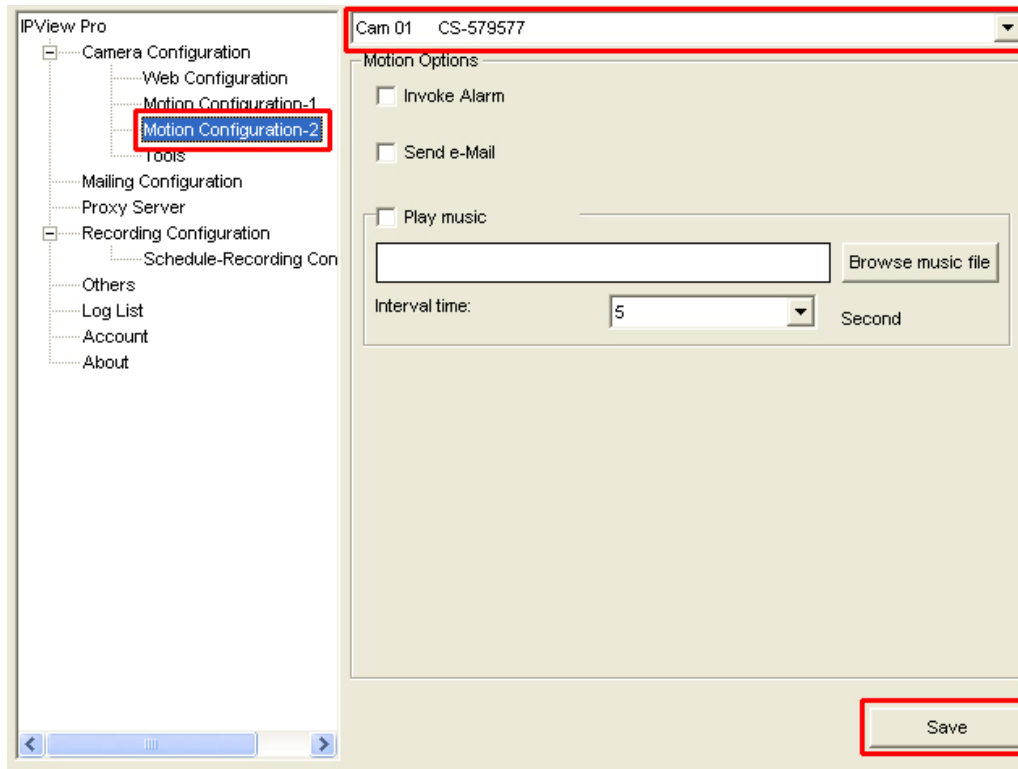 IPView Pro
Camera Configuration
Web Configuration
Motion Configuration-1
Motion Configuration-2
Tools
Mailing Configuration
Proxy Server
Recording Configuration
Schedule-Recording Con
Others
Log List
Account
About
Cam 01 CS-579577
Motion Options
Invoke Alarm
Send e-Mail
Play music
Browse music file
Interval time: 5 Second
Save